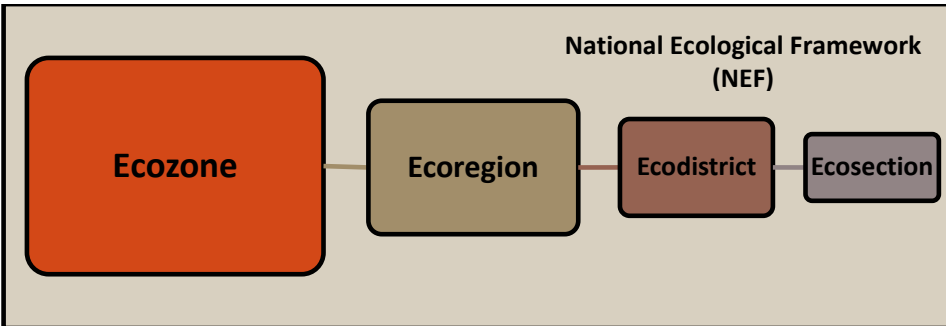 National Ecological Framework
(NEF)
Ecozone
Ecoregion
Ecodistrict
Ecosection